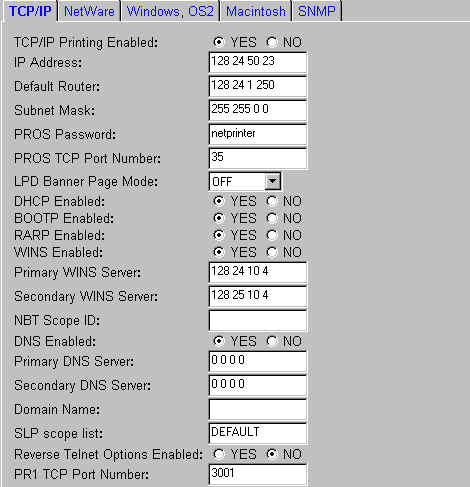 TCP/IP NetWare Windows, OS2 Macintosh SNMP
TCP/IP Printing Enabled: YES NO
IP Address: 128 24 50 23
Default Router: 128 24 1 250
Subnet Mask: 255 255 0 0
PROS Password: netprinter
PROS TCP Port Number: 35
LPD Banner Page Mode: OFF
DHCP Enabled: YES NO
BOOTP Enabled: YES NO
RARP Enabled: YES NO
WINS Enabled: YES NO
Primary WINS Server: 128 24 10 4
Secondary WINS Server: 128 25 10 4
NBT Scope ID:
DNS Enabled: YES NO
Primary DNS Server: 0 0 0 0
Secondary DNS Server: 0 0 0 0
Domain Name:
SLP scope list: DEFAULT
Reverse Telnet Options Enabled: YES NO
PR1 TCP Port Number: 3001